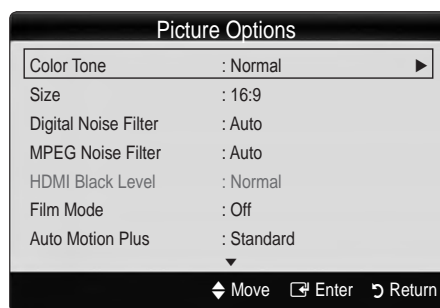 Picture Options
Color Tone : Normal
Size : 16:9
Digital Noise Filter : Auto
MPEG Noise Filter : Auto
HDMI Black Level : Normal
Film Mode : Off
Auto Motion Plus : Standard
Move Enter Return